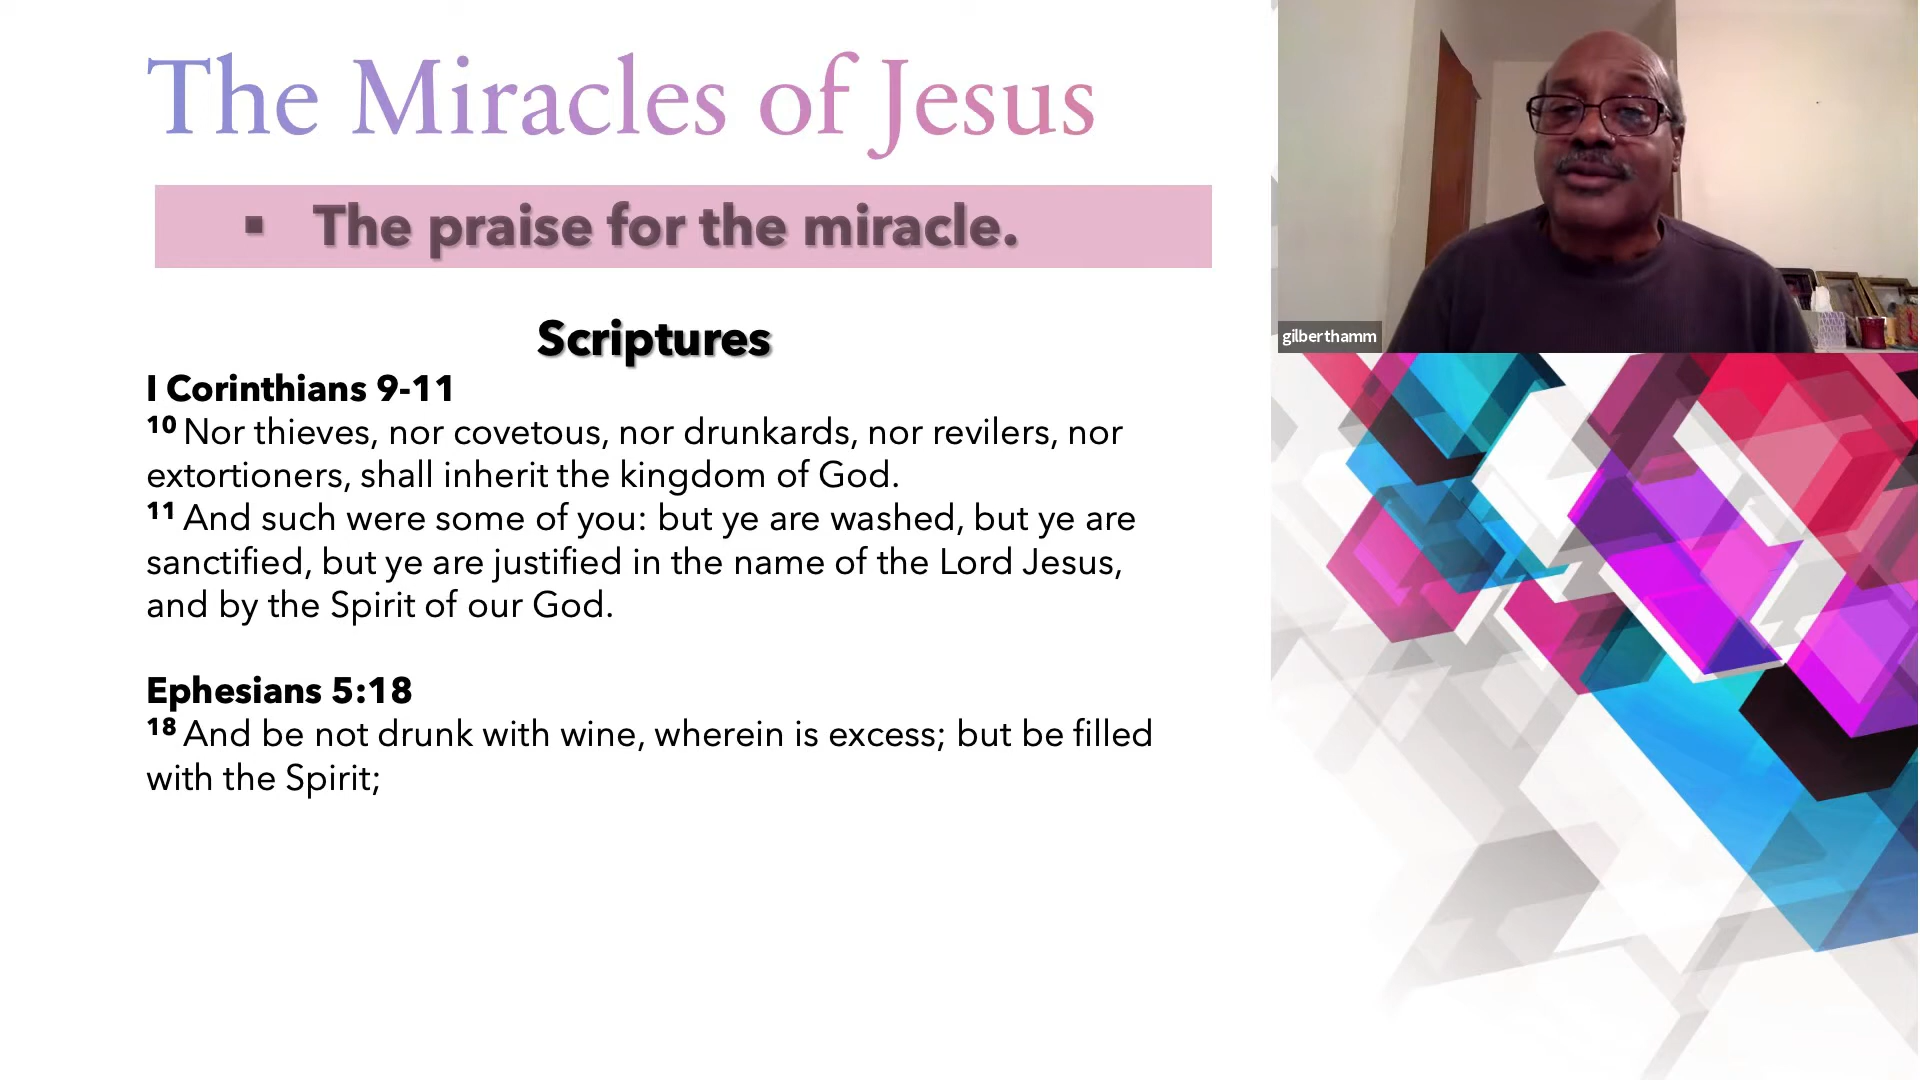 The Miracles of Jesus
▪ The praise for the miracle.
gilberthamm
Scriptures
I Corinthians 9-11
10 Nor thieves, nor covetous, nor drunkards, nor revilers, nor
extortioners, shall inherit the kingdom of God.
11 And such were some of you: but ye are washed, but ye are
sanctified, but ye are justified in the name of the Lord Jesus,
and by the Spirit of our God.
Ephesians 5:18
18 And be not drunk with wine, wherein is excess; but be filled
with the Spirit;